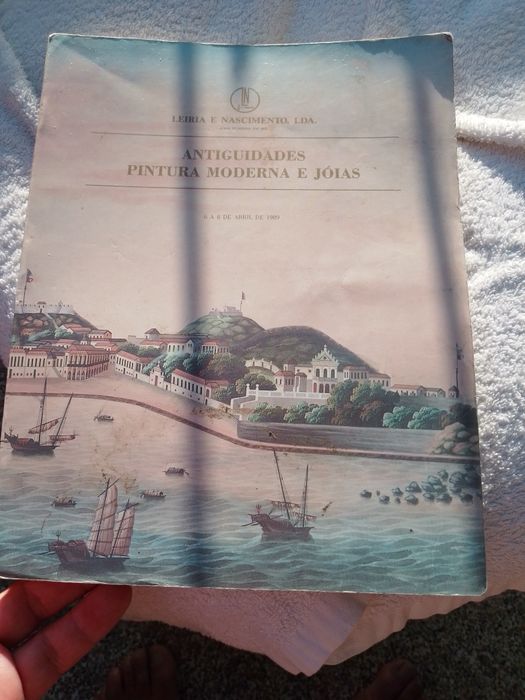 LEIRIA E NASCIMENTO, LDA.
ANTIGUIDADES
PINTURA MODERNA E JÓIAS
6 A 8 DE ABRIL DE 1989